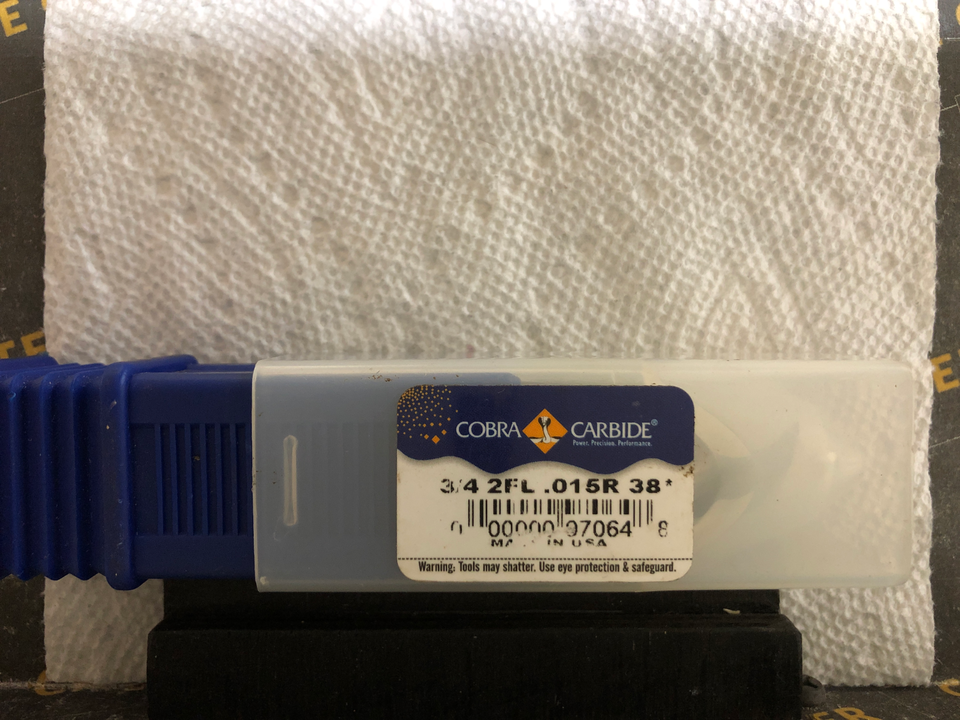 COBRA CARBIDE®
Power. Precision. Performance.
3/4 2FL .015R 38*
0 00000 97064 8
IN USA
Warning: Tools may shatter. Use eye protection & safeguard.